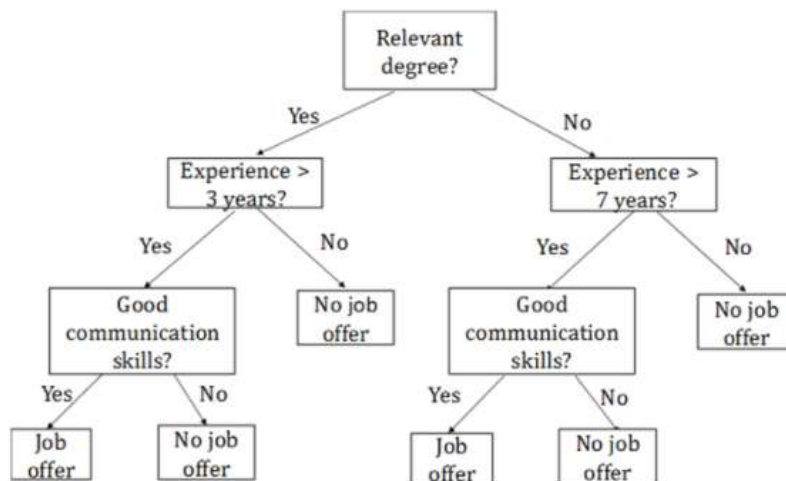 Relevant
degree?
Yes
No
Experience >
3 years?
Experience >
7 years?
Yes
No
Yes
No
Good
communication
skills?
No job
offer
Good
communication
skills?
No job
offer
Yes
No
Yes
No
Job
offer
No job
offer
Job
offer
No job
offer